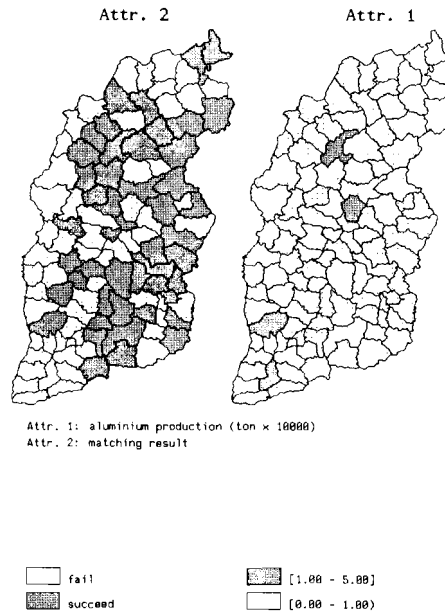 Attr. 2
Attr. 1
Attr. 1: aluminium production (ton × 10000)
Attr. 2: matching result
fail
succeed
[1.00 - 5.00]
[0.00 - 1.00)